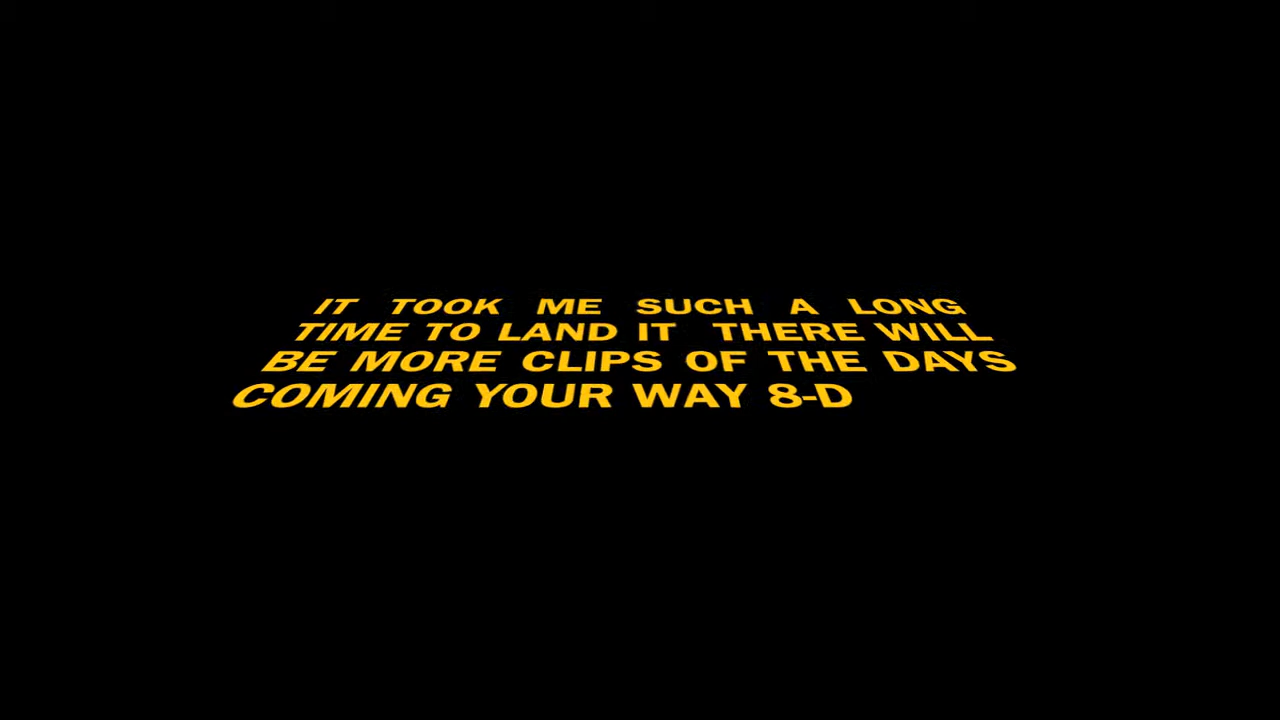 IT TOOK ME SUCH A LONG
TIME TO LAND IT THERE WILL
BE MORE CLIPS OF THE DAYS
COMING YOUR WAY 8-D